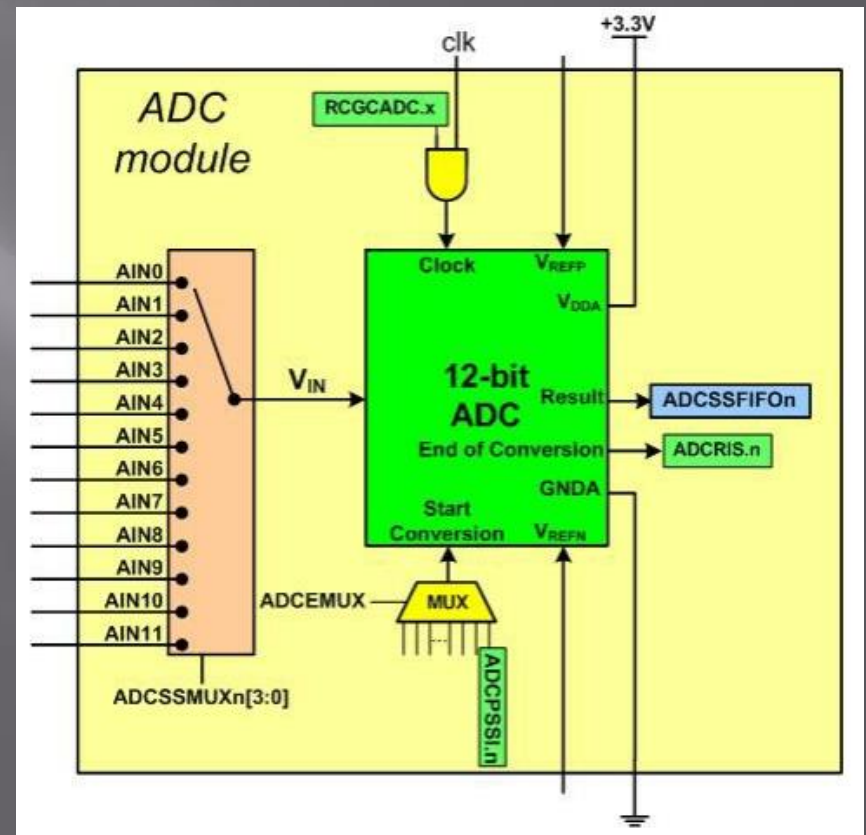 +3.3V
clk
ADC
module
RCGCADC.x
Clock
VREFP
VDDA
AIN0
AIN1
AIN2
AIN3
AIN4
AIN5
AIN6
AIN7
AIN8
AIN9
AIN10
AIN11
VIN
12-bit
ADC
Result
ADCSSFIFOn
End of Conversion
ADCRIS.n
GNDA
Start
Conversion
VREFN
ADCEMUX
MUX
ADCPSSI.n
ADCSSMUXn[3:0]